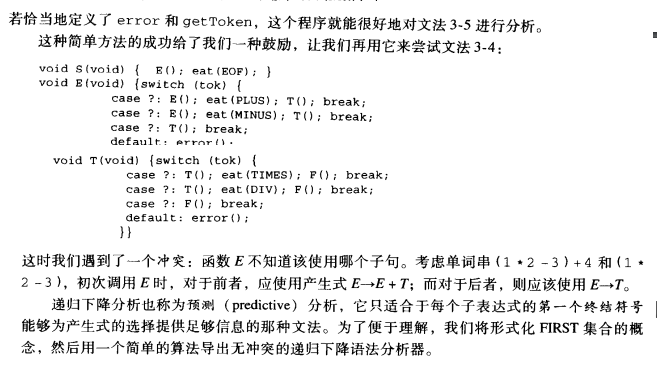 若恰当地定义了 error 和 getToken，这个程序就能很好地对文法 3-5 进行分析。
这种简单方法的成功给了我们一种鼓励，让我们再用它来尝试文法 3-4：
void S(void) { E(); eat(EOF); }
void E(void) {switch (tok) {
case ?: E(); eat(PLUS); T(); break;
case ?: E(); eat(MINUS); T(); break;
case ?: T(); break;
default: error();
void T(void) {switch (tok) {
case ?: T(); eat(TIMES); F(); break;
case ?: T(); eat(DIV); F(); break;
case ?: F(); break;
default: error();
}}
这时我们遇到了一个冲突：函数 E 不知道该使用哪个子句。考虑单词串 (1 * 2 - 3) + 4 和 (1 *
2 - 3)，初次调用 E 时，对于前者，应使用产生式 E→E + T；而对于后者，则应该使用 E→T。
递归下降分析也称为预测（predictive）分析，它只适合于每个子表达式的第一个终结符号
能够为产生式的选择提供足够信息的那种文法。为了便于理解，我们将形式化 FIRST 集合的概
念，然后用一个简单的算法导出无冲突的递归下降语法分析器。